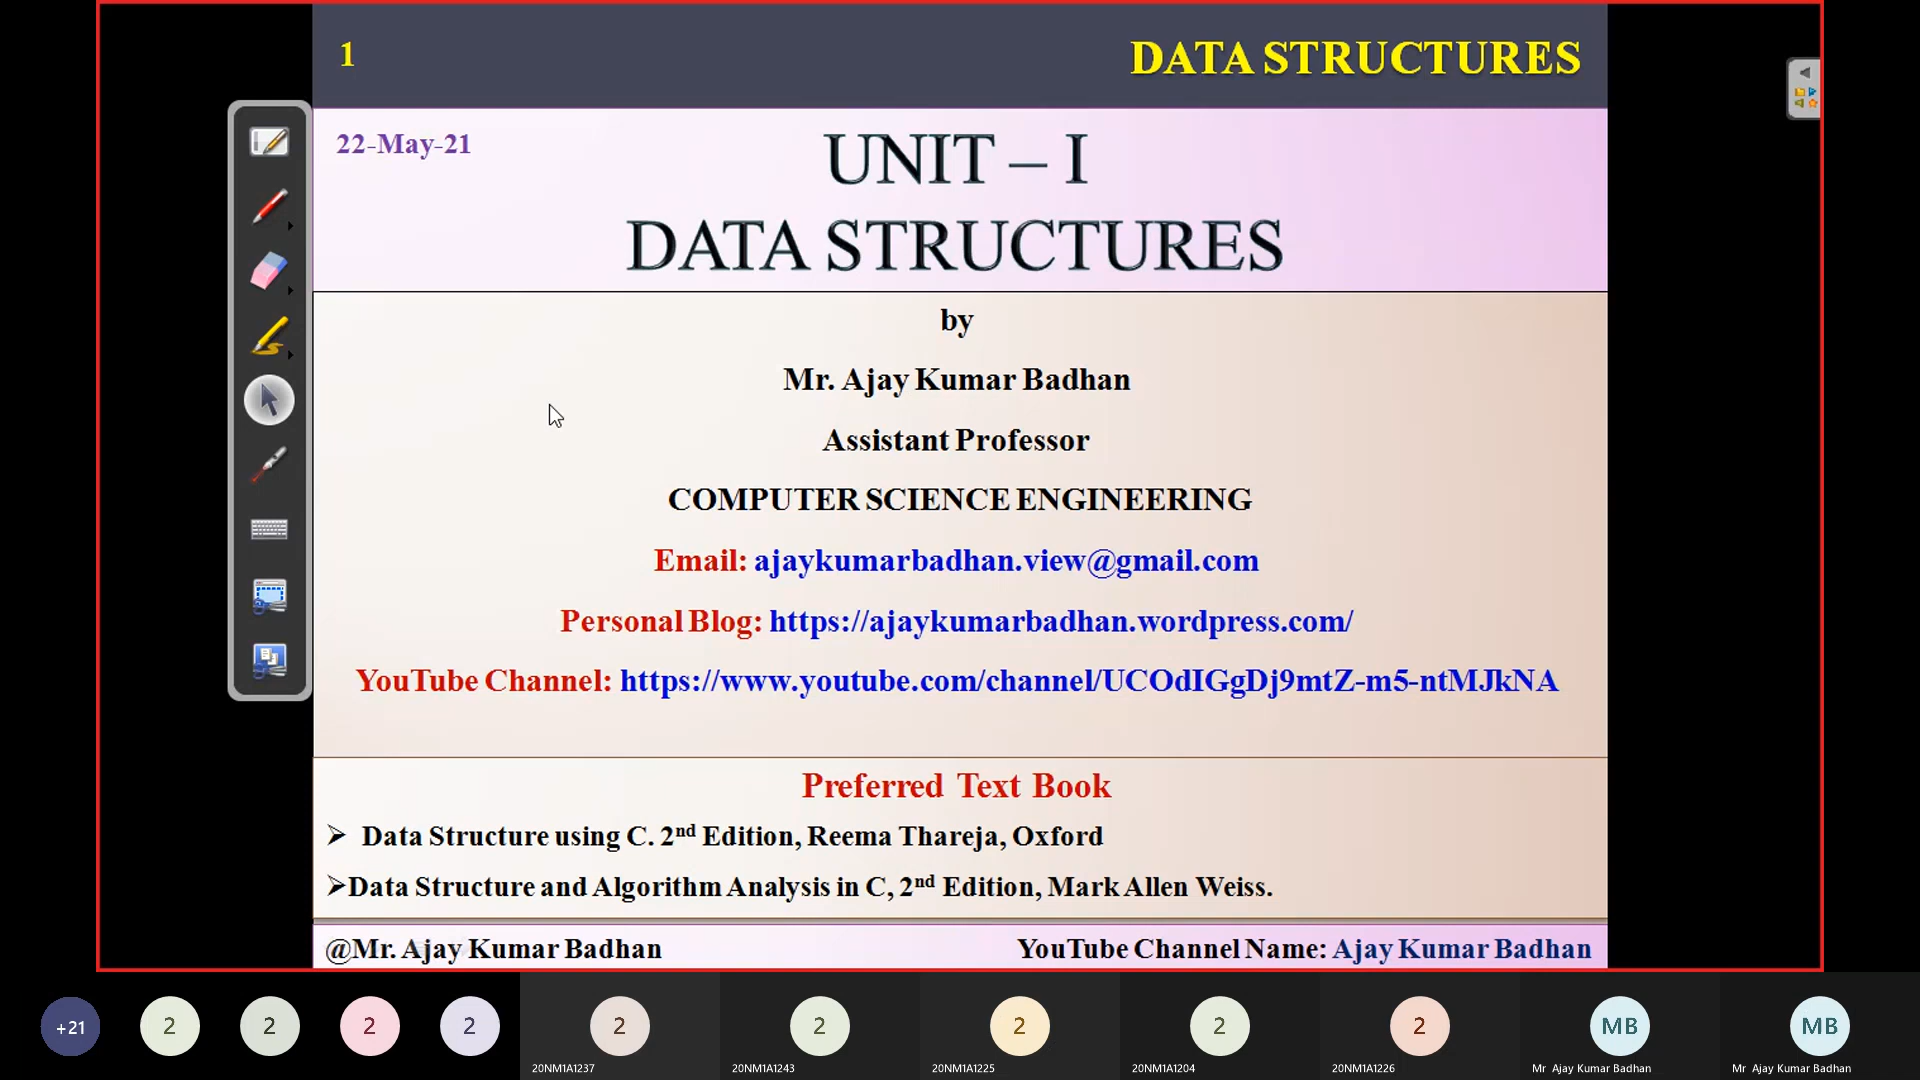 1
DATA STRUCTURES
22-May-21
UNIT – I
DATA STRUCTURES
by
Mr. Ajay Kumar Badhan
Assistant Professor
COMPUTER SCIENCE ENGINEERING
Email: ajaykumarbadhan.view@gmail.com
Personal Blog: https://ajaykumarbadhan.wordpress.com/
YouTube Channel: https://www.youtube.com/channel/UCOdIGgDj9mtZ-m5-ntMJkNA
Preferred Text Book
➢ Data Structure using C. 2nd Edition, Reema Thareja, Oxford
➢Data Structure and Algorithm Analysis in C, 2nd Edition, Mark Allen Weiss.
@Mr. Ajay Kumar Badhan
YouTube Channel Name: Ajay Kumar Badhan
+21 2 2 2 2 2 2 2 2 2 MB MB
20NM1A1237 20NM1A1243 20NM1A1225 20NM1A1204 20NM1A1226 Mr Ajay Kumar Badhan Mr Ajay Kumar Badhan